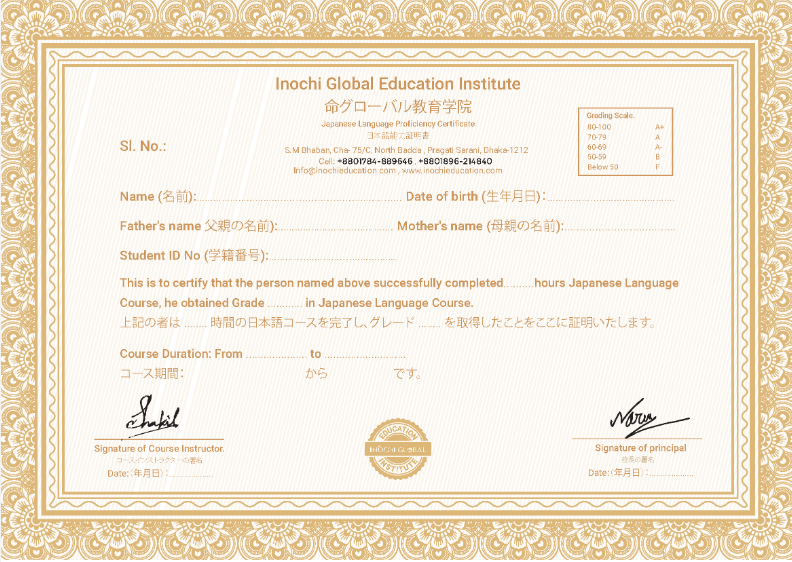 Inochi Global Education Institute
命グローバル教育学院
Japanese Language Proficiency Certificate
日本語能力証明書
S.M Bhaban, Cha- 75/C, North Badda , Pragati Sarani, Dhaka-1212
Cell: +8801784-889646 , +8801896-214840
Info@inochieducation.com , www.inochieducation.com
Grading Scale.
80-100 A+
70-79 A
60-69 A-
50-59 B
Below 50 F
Sl. No.:
Name (名前):.................... Date of birth (生年月日):....................
Father's name 父親の名前):.................... Mother's name (母親の名前):....................
Student ID No (学籍番号):....................
This is to certify that the person named above successfully completed..........hours Japanese Language
Course, he obtained Grade ........... in Japanese Language Course.
上記の者は ........ 時間の日本語コースを完了し、グレード ........ を取得したことをここに証明いたします。
Course Duration: From .................... to ....................
コース期間: から です。
Shakil
Signature of Course Instructor.
コースインストラクターの署名
Date:(年月日):..............
EDUCATION
INOCHI GLOBAL
INSTITUTE
Signature of principal
校長の署名
Date:(年月日):..............